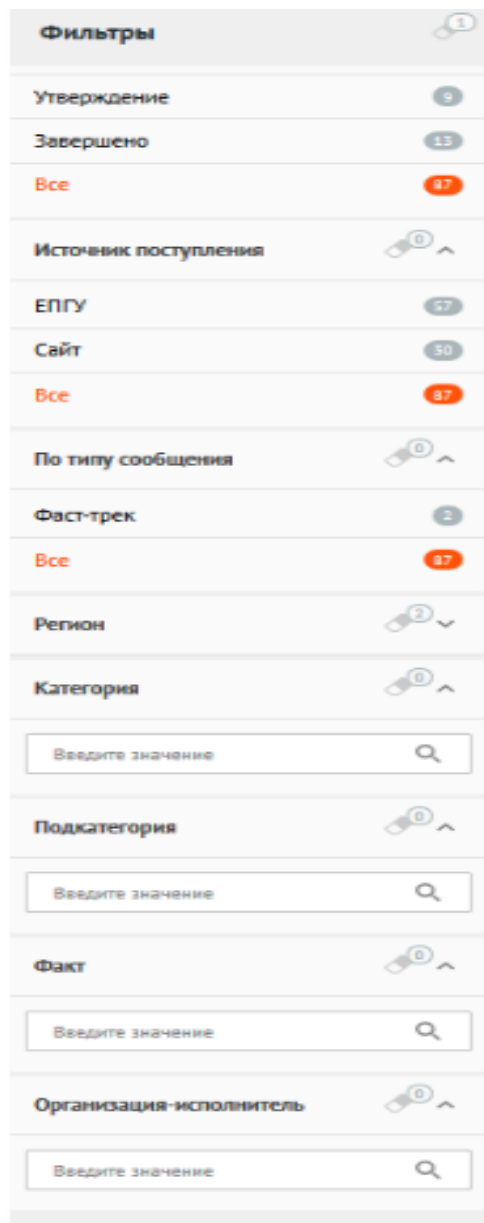 Фильтры 1
Утверждение 9
Завершено 13
Все 87
Источник поступления 0
ЕПГУ 57
Сайт 30
Все 87
По типу сообщения 0
Фаст-трек 2
Все 87
Регион 2
Категория 0
Введите значение
Подкатегория 0
Введите значение
Факт 0
Введите значение
Организация-исполнитель 0
Введите значение